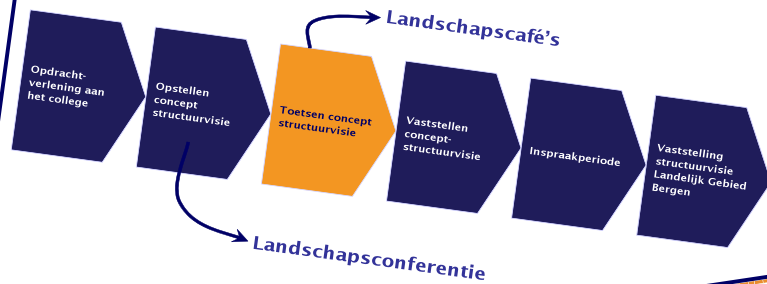 Landschapscafé's
Opdracht-
verlening aan
het college
Opstellen
concept
structuurvisie
Toetsen concept
structuurvisie
Vaststellen
concept-
structuurvisie
Inspraakperiode
Vaststelling
structuurvisie
Landelijk Gebied
Bergen
Landschapsconferentie